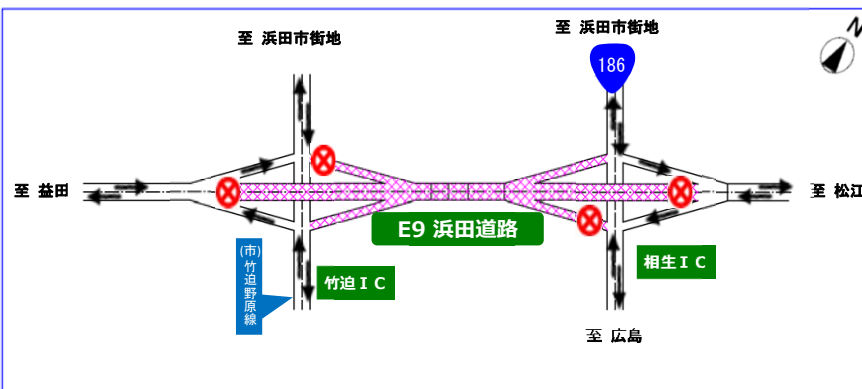 至 浜田市街地
至 浜田市街地
N
186
至 益田
至 松江
E9 浜田道路
(市)竹迫野原線
竹迫ＩＣ
相生ＩＣ
至 広島